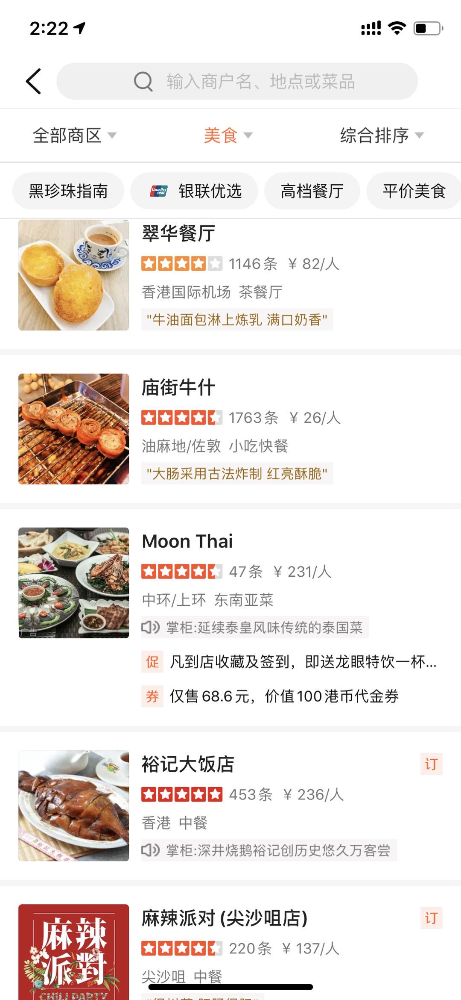 2:22
输入商户名、地点或菜品
全部商区 美食 综合排序
黑珍珠指南 银联优选 高档餐厅 平价美食
翠华餐厅
1146条 ¥ 82/人
香港国际机场 茶餐厅
"牛油面包淋上炼乳 满口奶香"
庙街牛什
1763条 ¥ 26/人
油麻地/佐敦 小吃快餐
"大肠采用古法炸制 红亮酥脆"
Moon Thai
47条 ¥ 231/人
中环/上环 东南亚菜
广告
掌柜:延续泰皇风味传统的泰国菜
促 凡到店收藏及签到，即送龙眼特饮一杯...
券 仅售68.6元，价值100港币代金券
裕记大饭店 订
453条 ¥ 236/人
香港 中餐
掌柜:深井烧鹅裕记创历史悠久万客尝
麻辣派对(尖沙咀店) 订
220条 ¥ 137/人
尖沙咀 中餐
麻辣
派對
CHILI PARTY